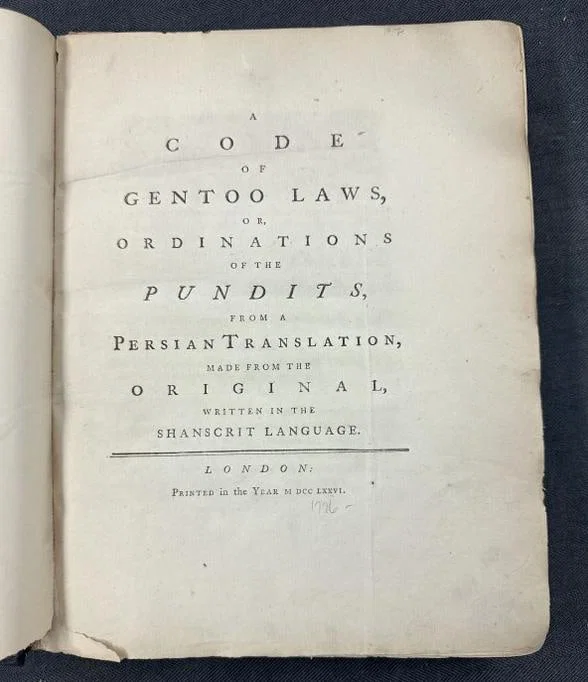 A
CODE
OF
GENTOO LAWS,
OR,
ORDINATIONS
OF THE
PUNDITS,
FROM A
PERSIAN TRANSLATION,
MADE FROM THE
ORIGINAL,
WRITTEN IN THE
SHANSCRIT LANGUAGE.
LONDON:
PRINTED in the YEAR M DCC LXXVI.
1776 -